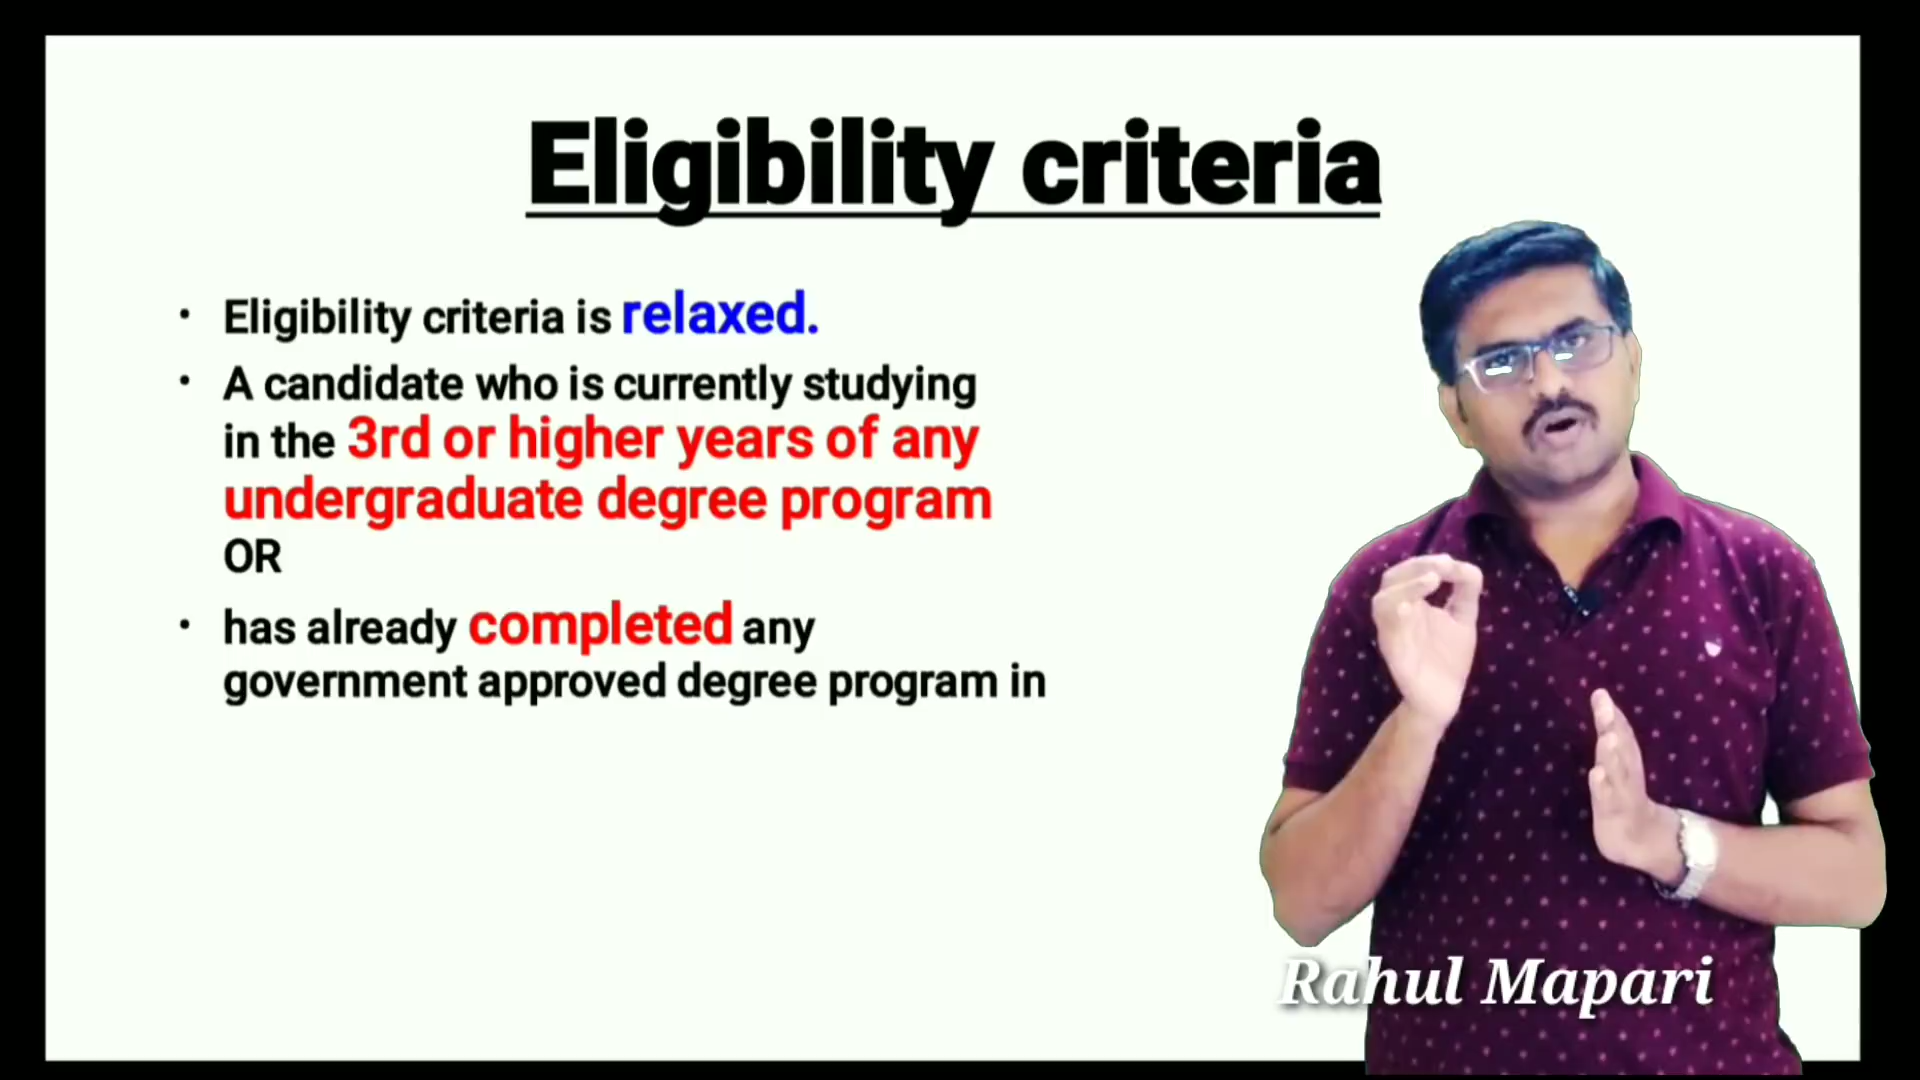 Eligibility criteria
• Eligibility criteria is relaxed.
• A candidate who is currently studying
in the 3rd or higher years of any
undergraduate degree program
OR
• has already completed any
government approved degree program in
Rahul Mapari